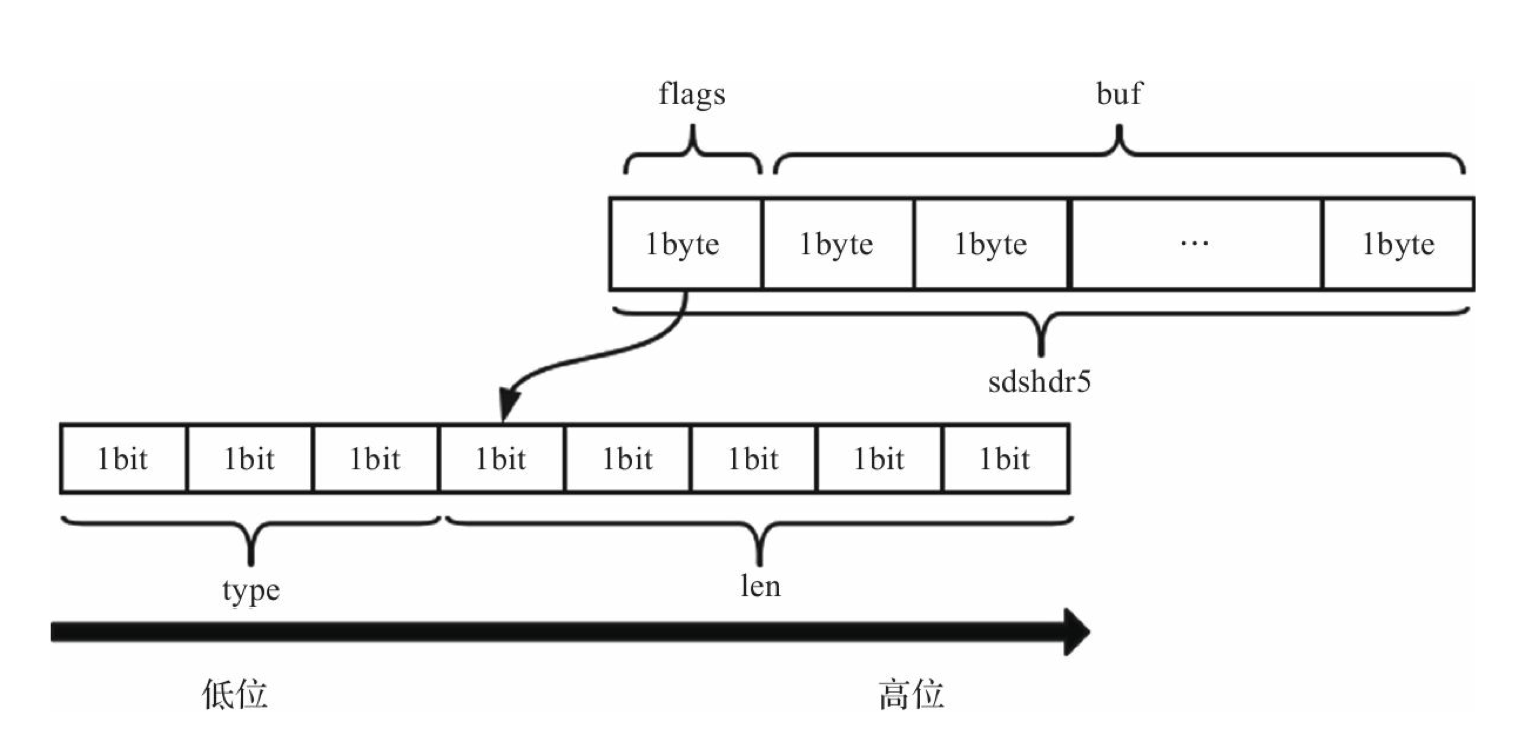 flags buf
1byte 1byte 1byte ··· 1byte
sdshdr5
1bit 1bit 1bit 1bit 1bit 1bit 1bit 1bit
type len
低位 高位